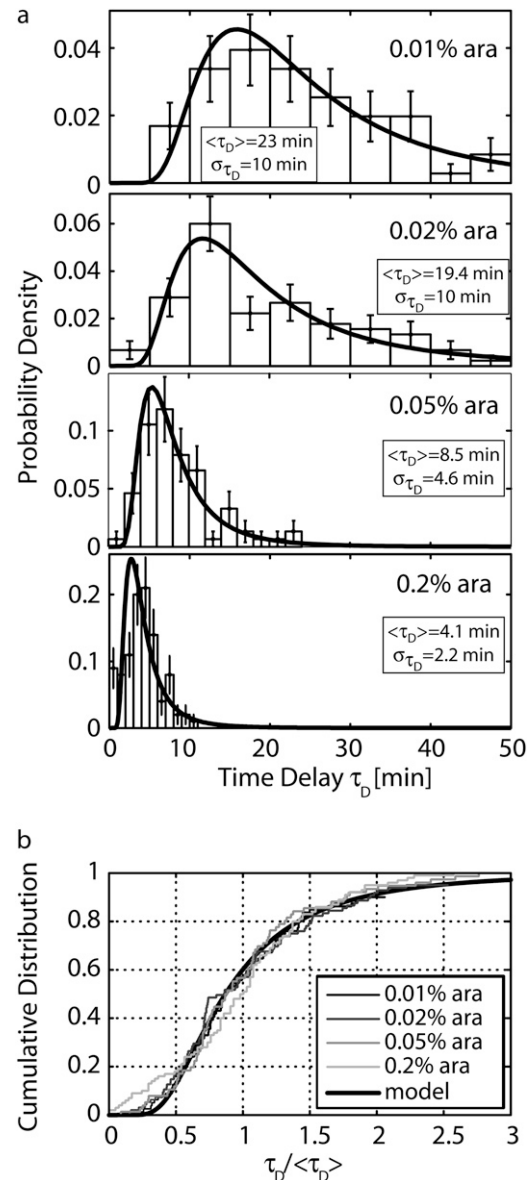 a
0.04
0.02
0
0.01% ara
<τD>=23 min
στD=10 min
0.06
0.04
0.02
0
0.02% ara
<τD>=19.4 min
στD=10 min
Probability Density
0.1
0.05
0
0.05% ara
<τD>=8.5 min
στD=4.6 min
0.2
0.1
0
0.2% ara
<τD>=4.1 min
στD=2.2 min
0 10 20 30 40 50
Time Delay τD [min]
b
Cumulative Distribution
1
0.8
0.6
0.4
0.2
0
0.01% ara
0.02% ara
0.05% ara
0.2% ara
model
0 0.5 1 1.5 2 2.5 3
τD/<τD>